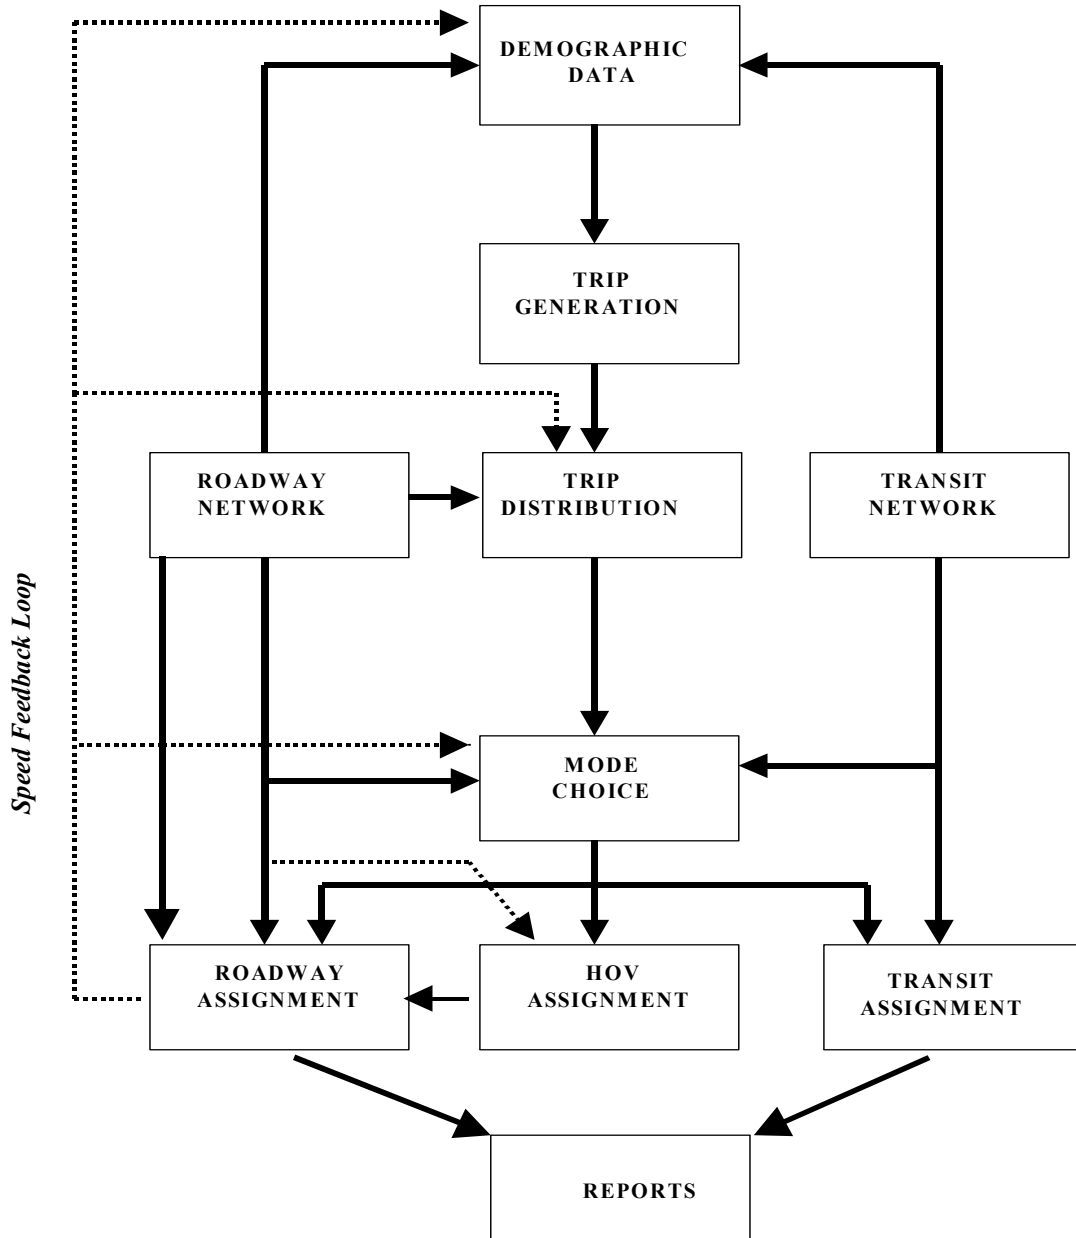 DEMOGRAPHIC
DATA
TRIP
GENERATION
ROADWAY
NETWORK
TRIP
DISTRIBUTION
TRANSIT
NETWORK
Speed Feedback Loop
MODE
CHOICE
ROADWAY
ASSIGNMENT
HOV
ASSIGNMENT
TRANSIT
ASSIGNMENT
REPORTS